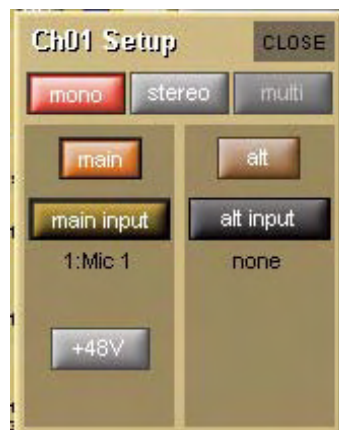 Ch01 Setup CLOSE
mono stereo multi
main alt
main input alt input
1:Mic 1 none
+48V